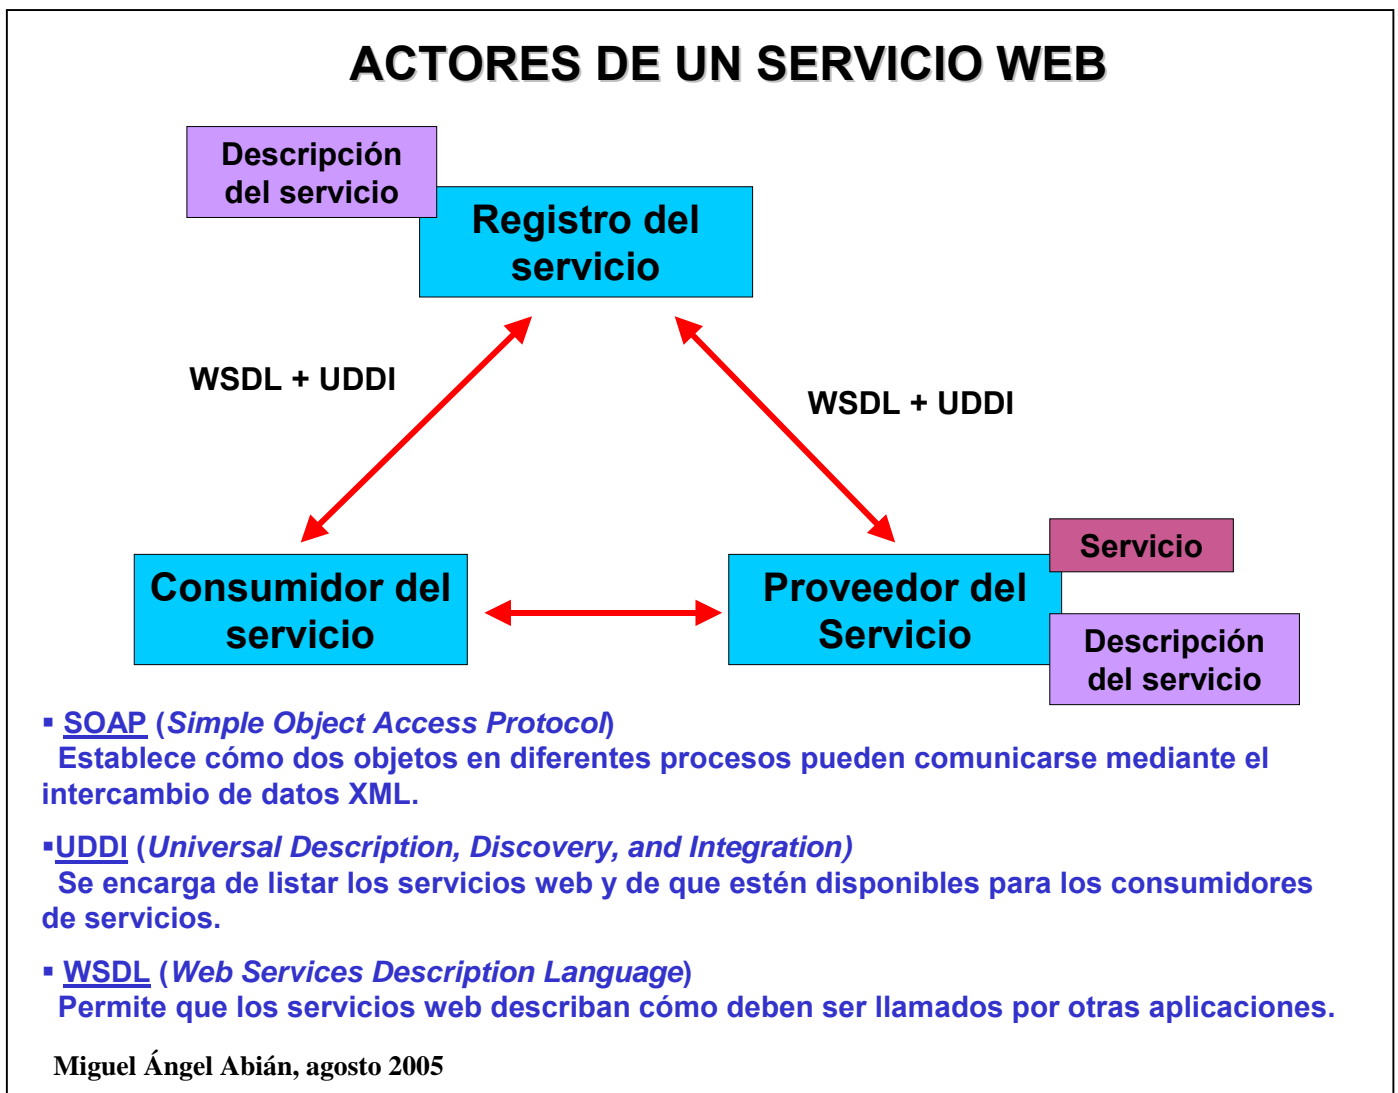 ACTORES DE UN SERVICIO WEB
Descripción
del servicio
Registro del
servicio
WSDL + UDDI
WSDL + UDDI
Servicio
Consumidor del
servicio
Proveedor del
Servicio
Descripción
del servicio
▪ SOAP (Simple Object Access Protocol)
Establece cómo dos objetos en diferentes procesos pueden comunicarse mediante el
intercambio de datos XML.
▪UDDI (Universal Description, Discovery, and Integration)
Se encarga de listar los servicios web y de que estén disponibles para los consumidores
de servicios.
▪ WSDL (Web Services Description Language)
Permite que los servicios web describan cómo deben ser llamados por otras aplicaciones.
Miguel Ángel Abián, agosto 2005